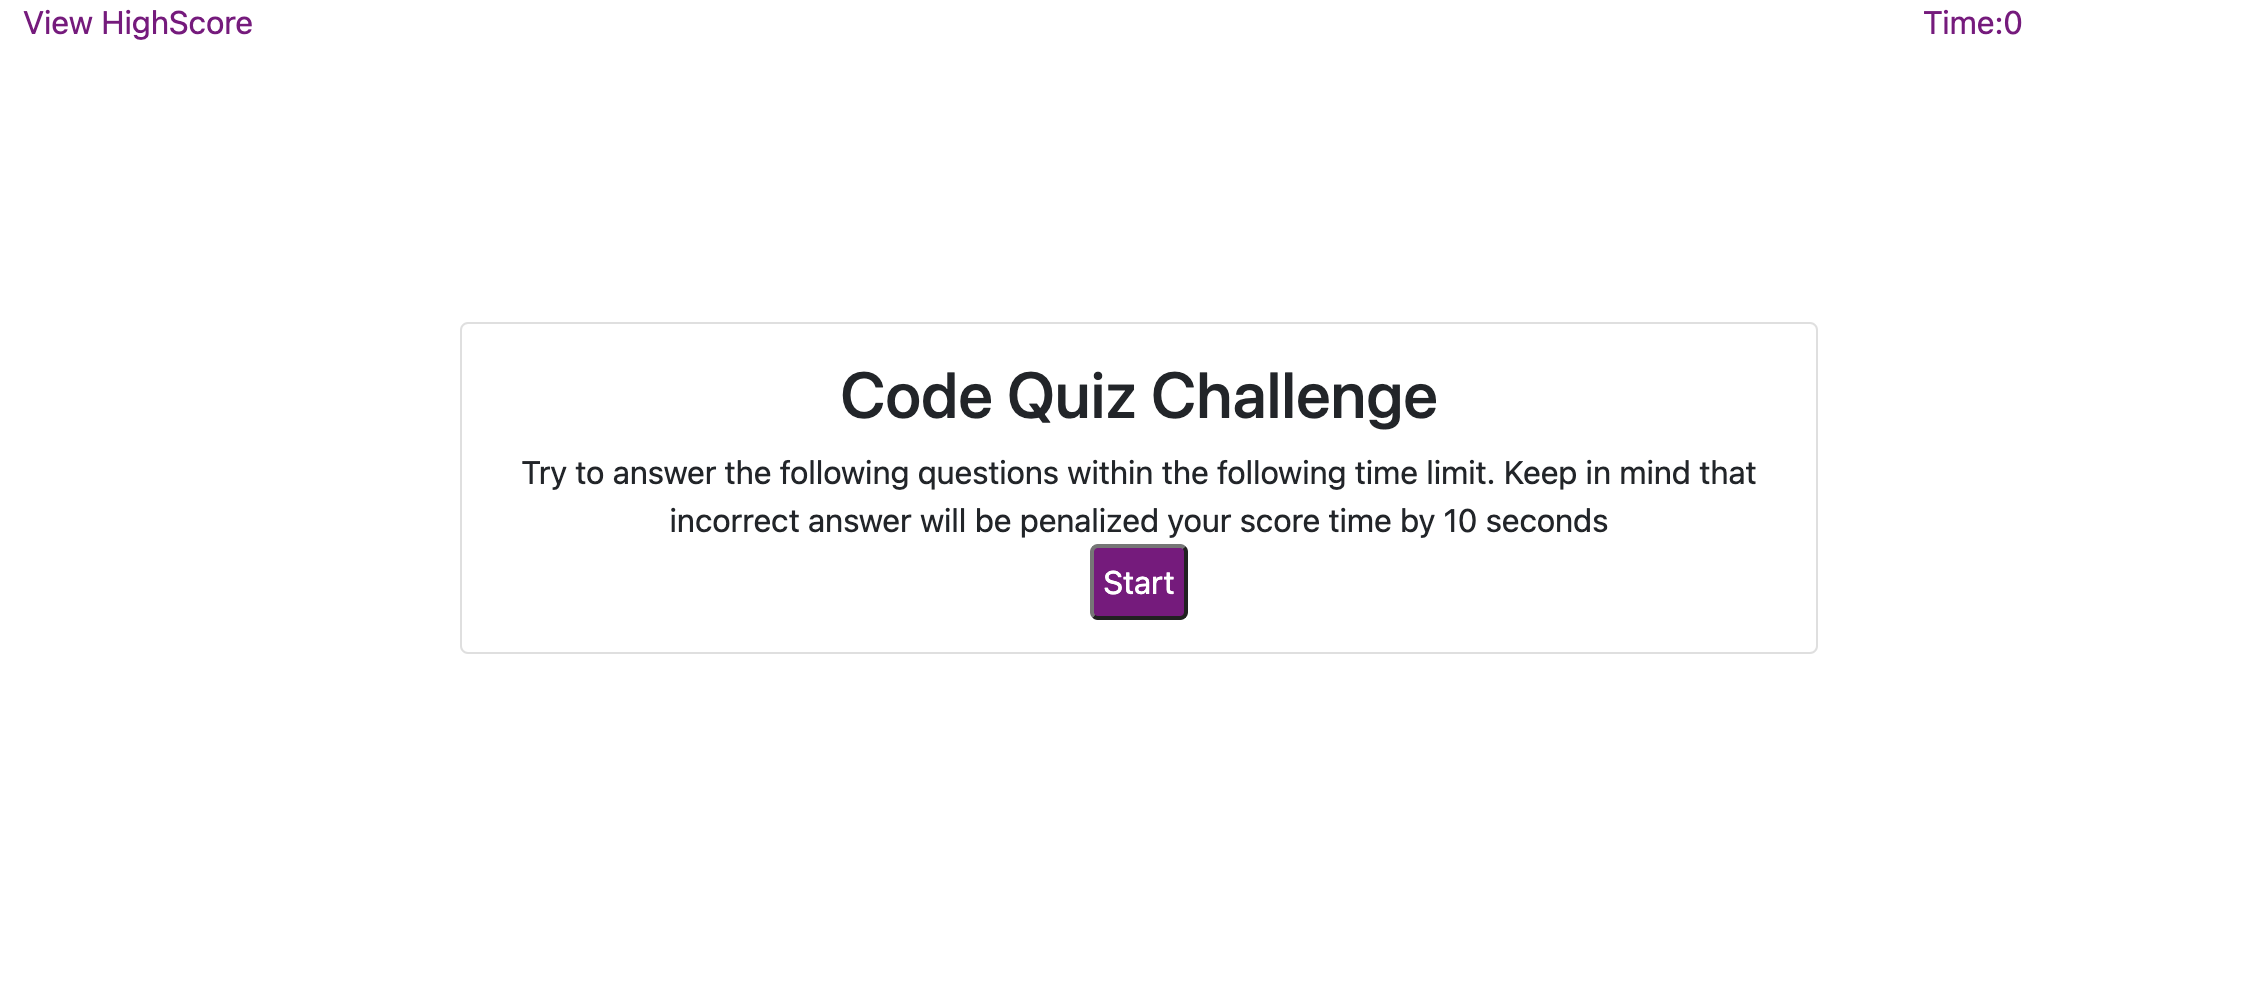 View HighScore
Time:0
Code Quiz Challenge
Try to answer the following questions within the following time limit. Keep in mind that
incorrect answer will be penalized your score time by 10 seconds
Start